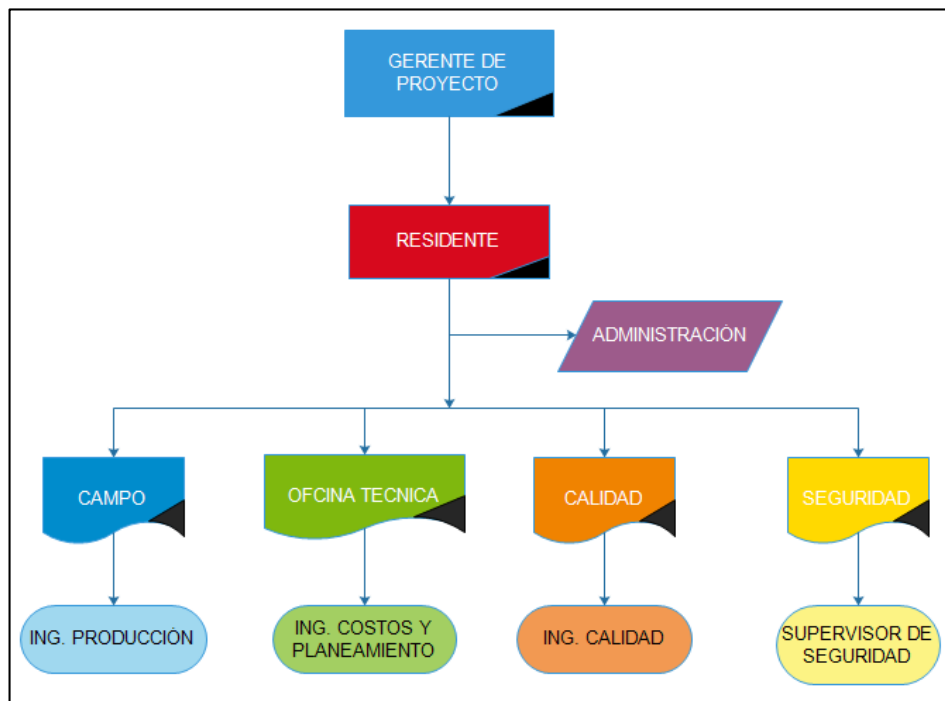 GERENTE DE
PROYECTO
RESIDENTE
ADMINISTRACIÓN
CAMPO
OFCINA TECNICA
CALIDAD
SEGURIDAD
ING. PRODUCCIÓN
ING. COSTOS Y
PLANEAMIENTO
ING. CALIDAD
SUPERVISOR DE
SEGURIDAD